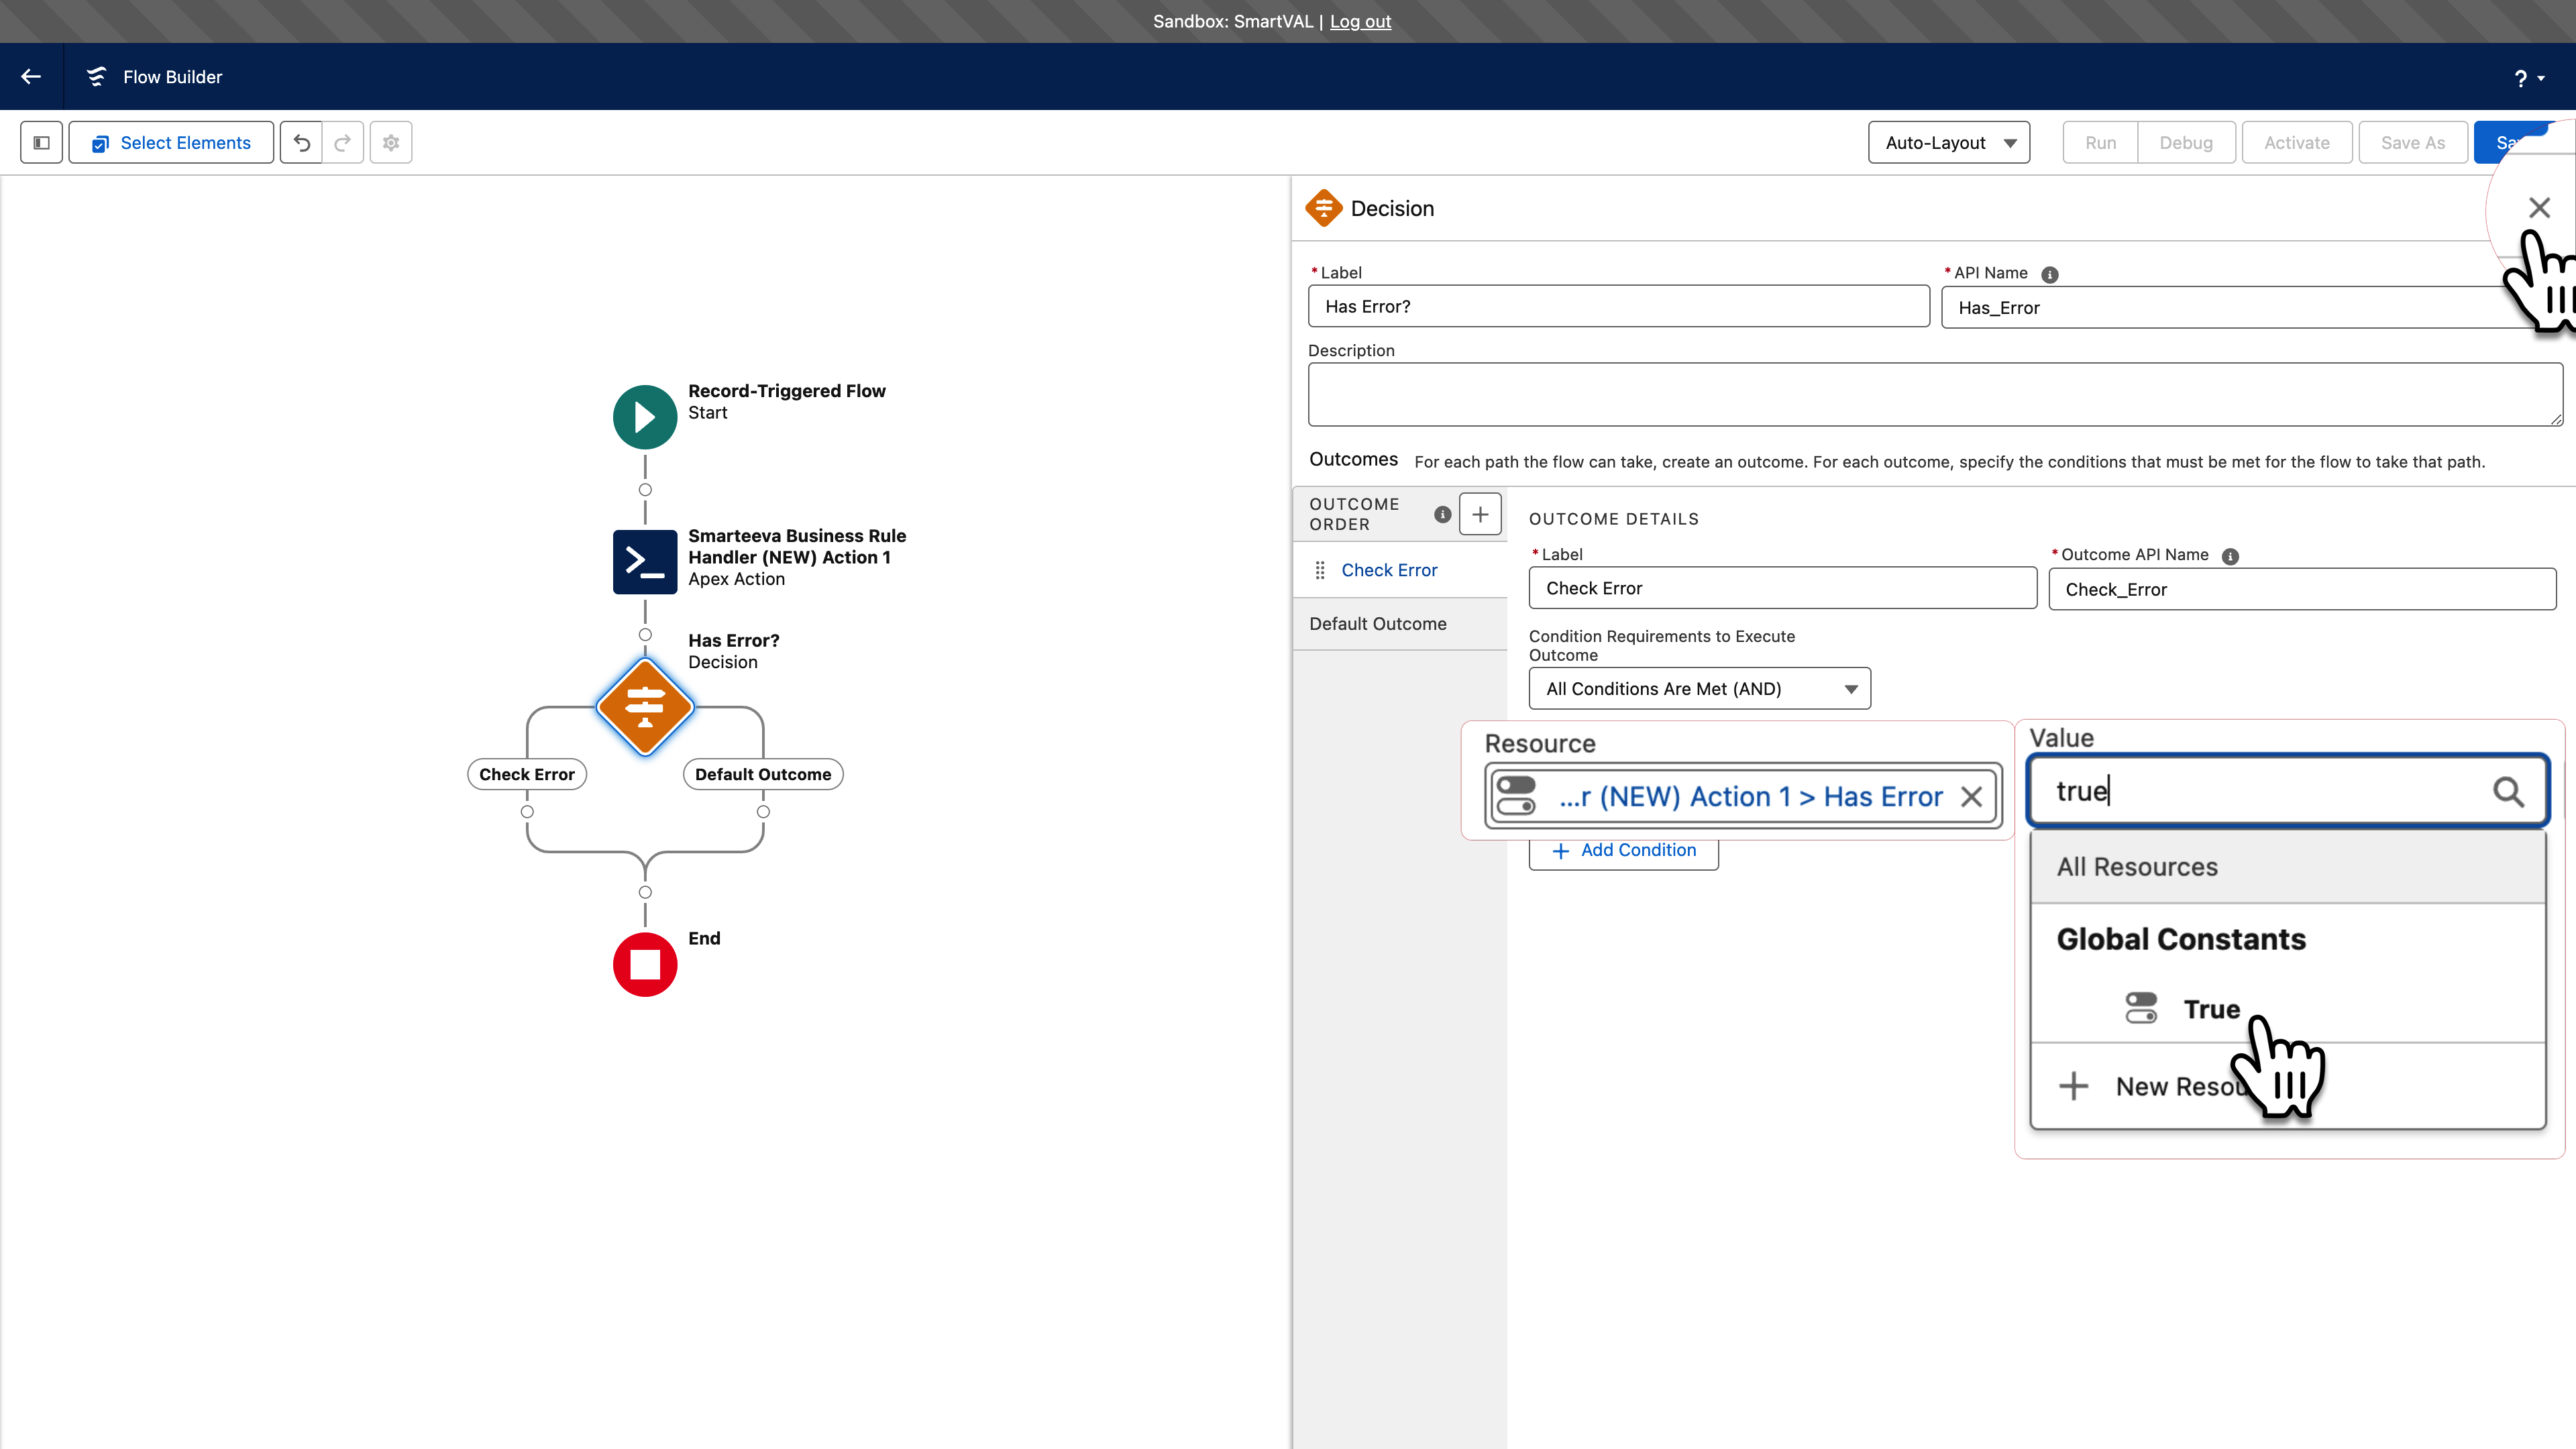 Sandbox: SmartVAL | Log out
Flow Builder
?
Select Elements
Auto-Layout
Run
Debug
Activate
Save As
Decision
* Label
* API Name
Has Error?
Has_Error
Description
Outcomes For each path the flow can take, create an outcome. For each outcome, specify the conditions that must be met for the flow to take that path.
OUTCOME
ORDER
Check Error
Default Outcome
OUTCOME DETAILS
* Label
* Outcome API Name
Check Error
Check_Error
Condition Requirements to Execute
Outcome
All Conditions Are Met (AND)
Resource
...r (NEW) Action 1 > Has Error
Add Condition
Value
true
All Resources
Global Constants
True
New
Record-Triggered Flow
Start
Smarteeva Business Rule
Handler (NEW) Action 1
Apex Action
Has Error?
Decision
Check Error
Default Outcome
End